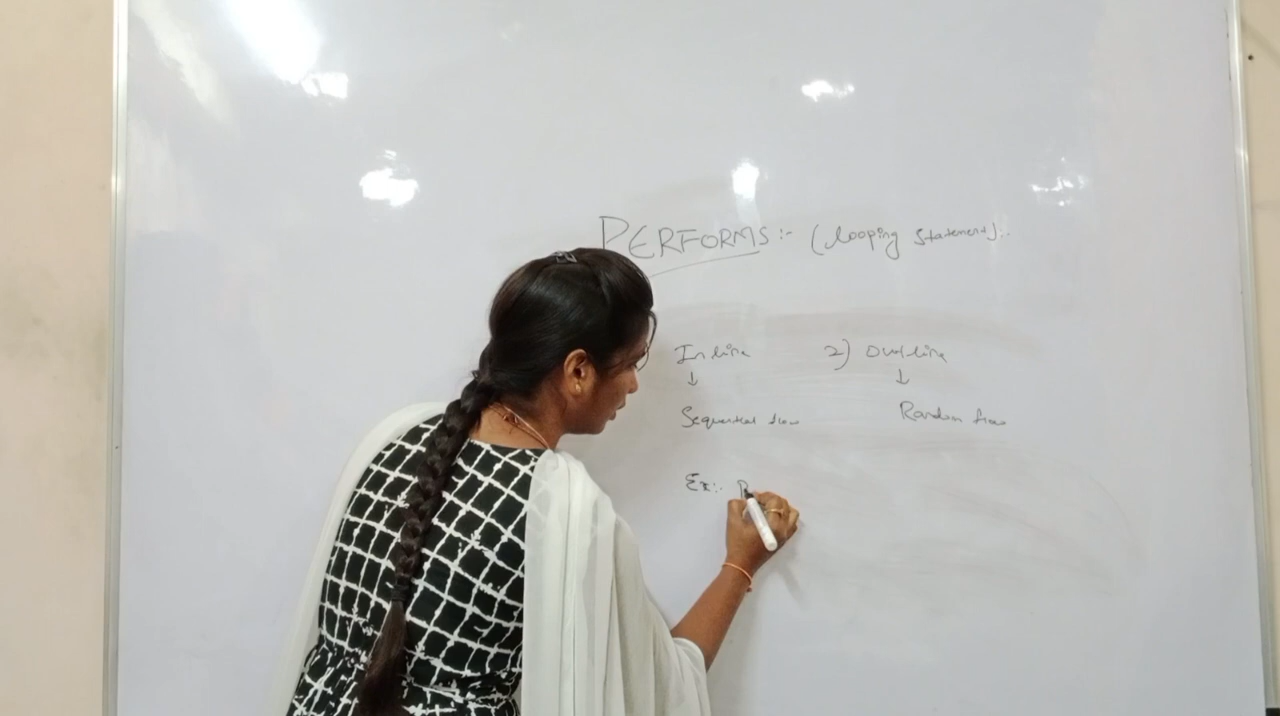 PERFORMS:- (looping statement):-
Inline 2) Outline
↓ ↓
Sequential flow Random flow
Ex:- P